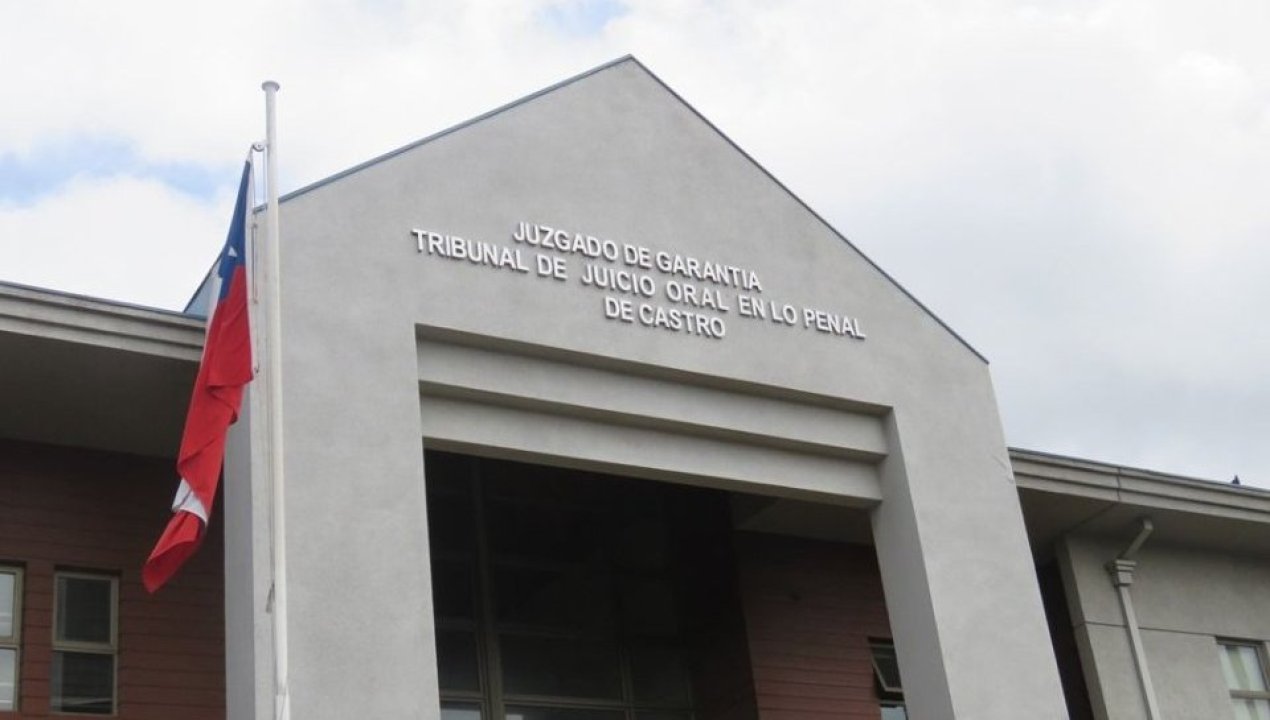 JUZGADO DE GARANTIA
TRIBUNAL DE JUICIO ORAL EN LO PENAL
DE CASTRO